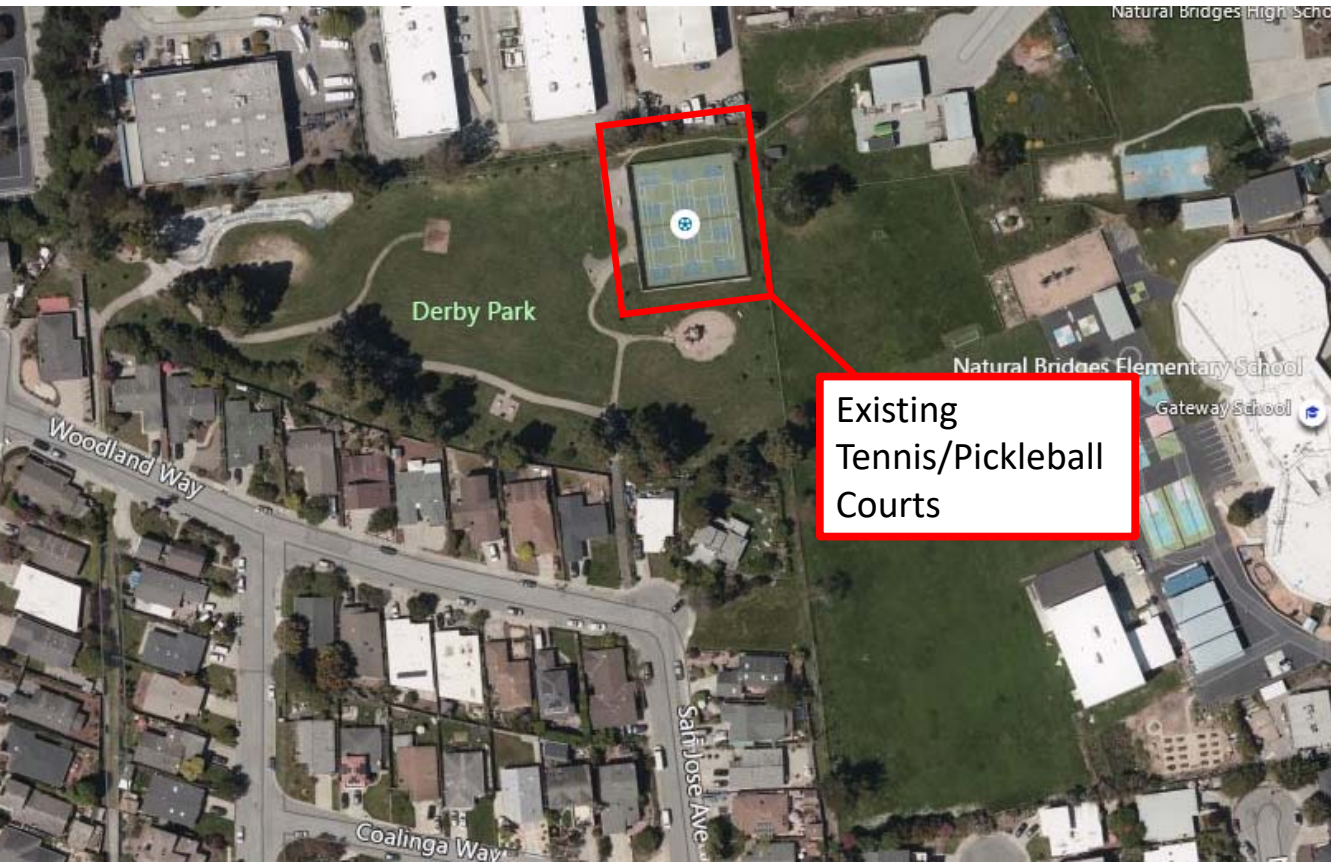 Natural Bridges High Scho
Derby Park
Existing
Tennis/Pickleball
Courts
Natural Bridges Elementary School
Gateway School
Woodland Way
San Jose Ave
Coalinga Way